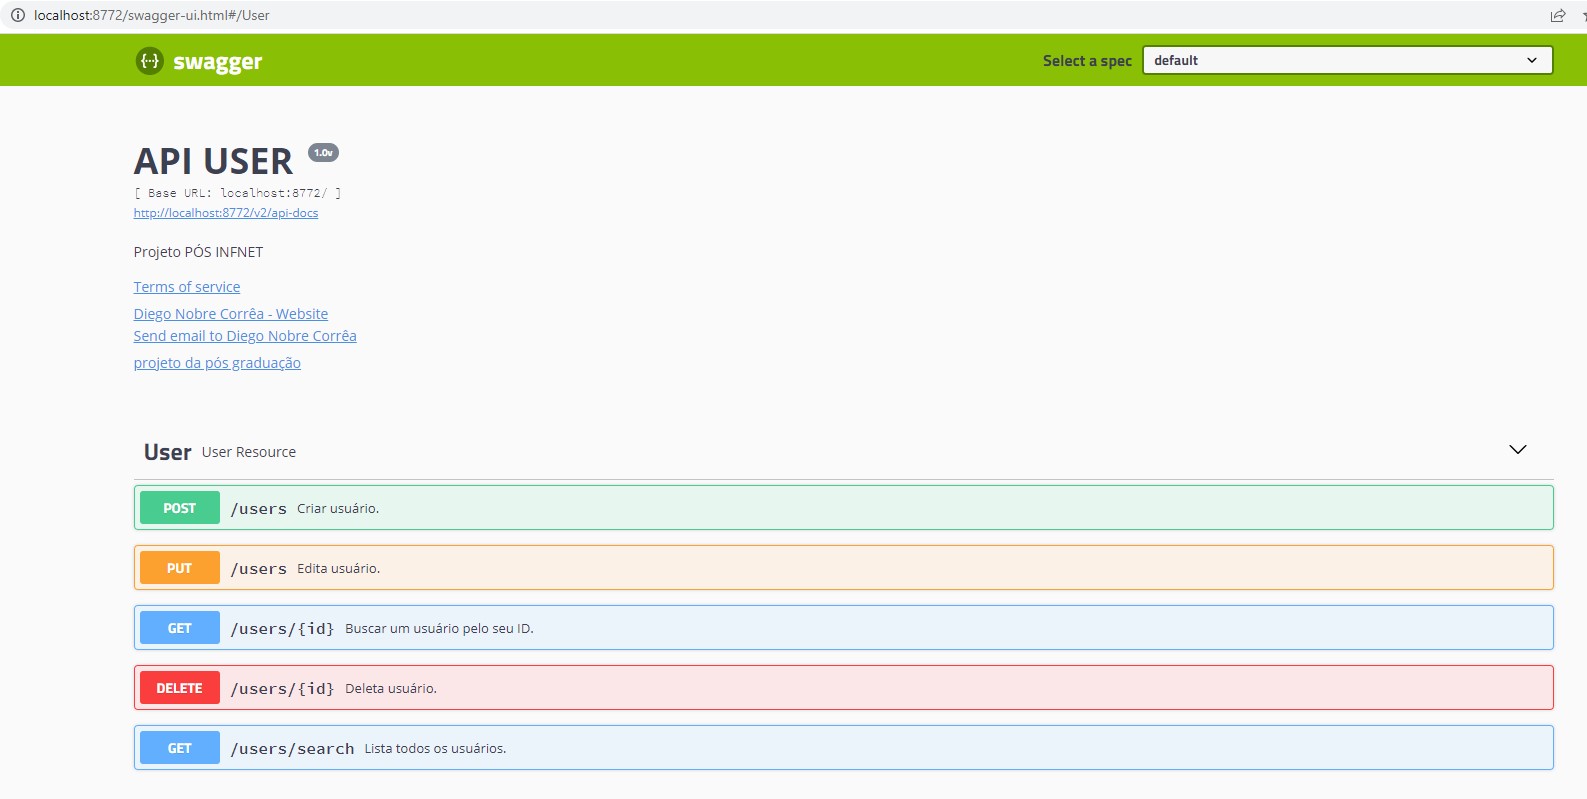 localhost:8772/swagger-ui.html#/User
{···} swagger
Select a spec default
API USER 1.0v
[ Base URL: localhost:8772/ ]
http://localhost:8772/v2/api-docs
Projeto PÓS INFNET
Terms of service
Diego Nobre Corrêa - Website
Send email to Diego Nobre Corrêa
projeto da pós graduação
User User Resource
POST /users Criar usuário.
PUT /users Edita usuário.
GET /users/{id} Buscar um usuário pelo seu ID.
DELETE /users/{id} Deleta usuário.
GET /users/search Lista todos os usuários.